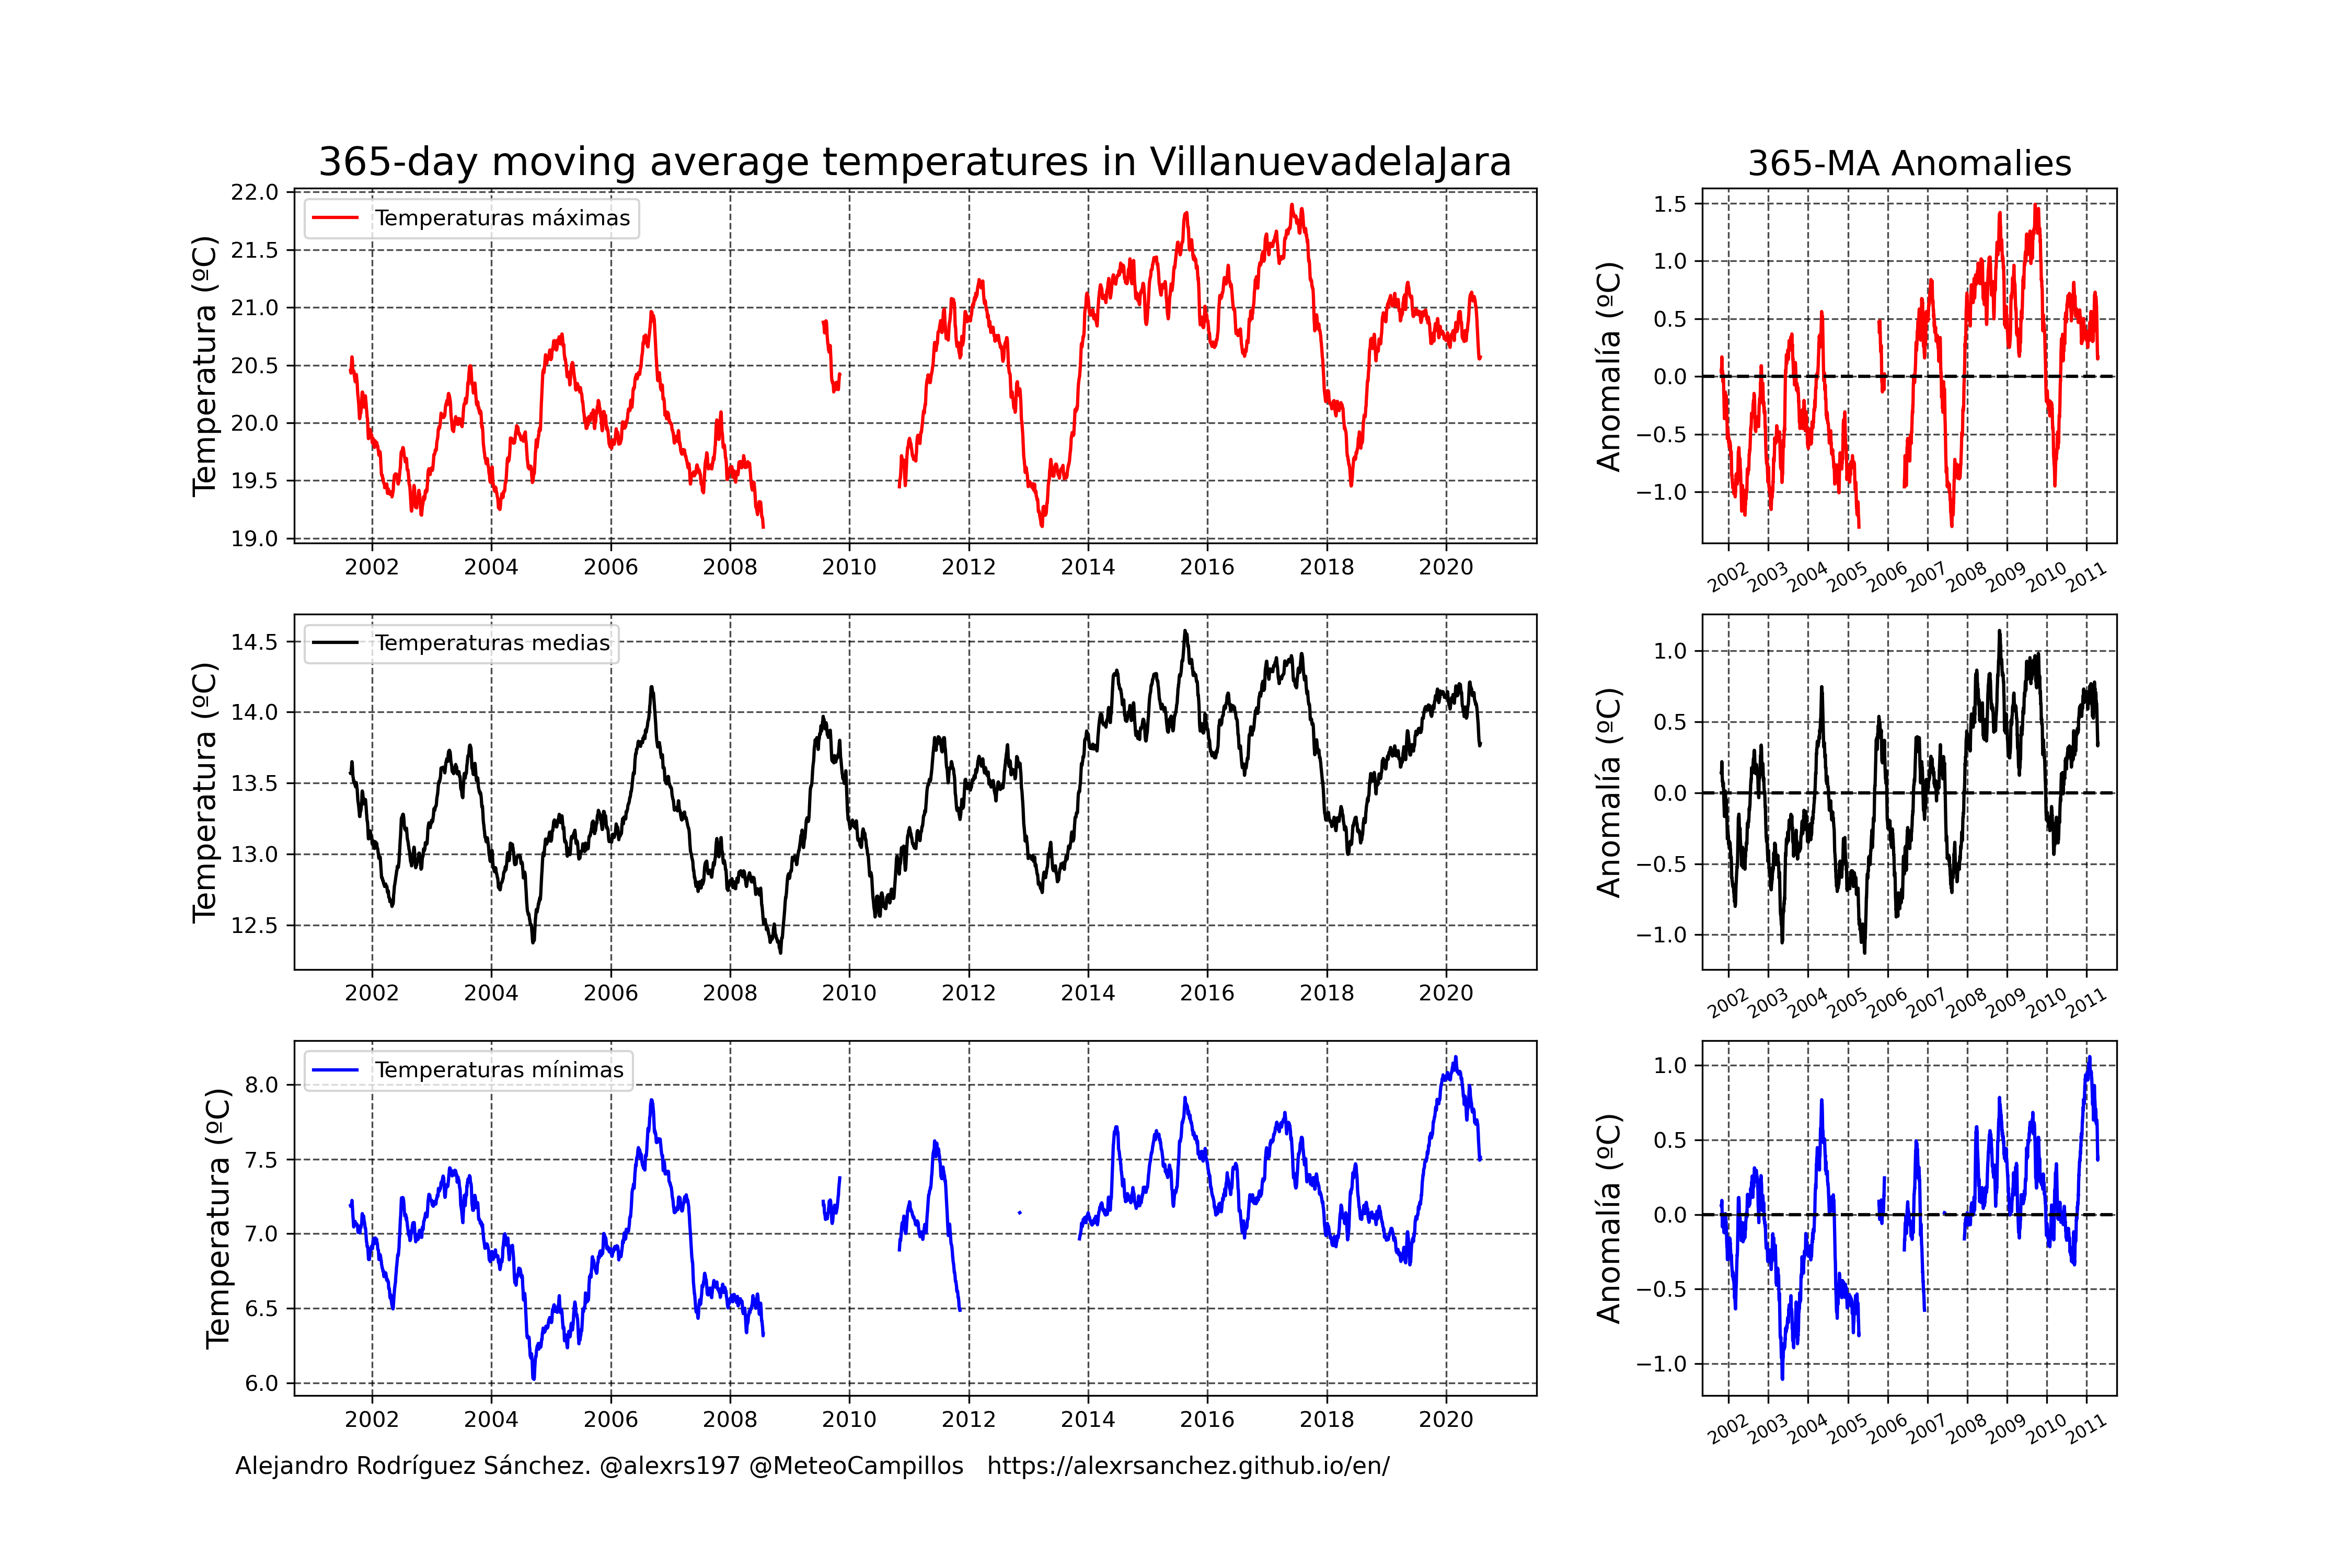 365-day moving average temperatures in VillanuevadelaJara
365-MA Anomalies
Temperatura (ºC)
22.0
21.5
21.0
20.5
20.0
19.5
19.0
Temperaturas máximas
2002 2004 2006 2008 2010 2012 2014 2016 2018 2020
Anomalía (ºC)
1.5
1.0
0.5
0.0
−0.5
−1.0
2002 2003 2004 2005 2006 2007 2008 2009 2010 2011
Temperatura (ºC)
14.5
14.0
13.5
13.0
12.5
Temperaturas medias
2002 2004 2006 2008 2010 2012 2014 2016 2018 2020
Anomalía (ºC)
1.0
0.5
0.0
−0.5
−1.0
2002 2003 2004 2005 2006 2007 2008 2009 2010 2011
Temperatura (ºC)
8.0
7.5
7.0
6.5
6.0
Temperaturas mínimas
2002 2004 2006 2008 2010 2012 2014 2016 2018 2020
Anomalía (ºC)
1.0
0.5
0.0
−0.5
−1.0
2002 2003 2004 2005 2006 2007 2008 2009 2010 2011
Alejandro Rodríguez Sánchez. @alexrs197 @MeteoCampillos https://alexrsanchez.github.io/en/